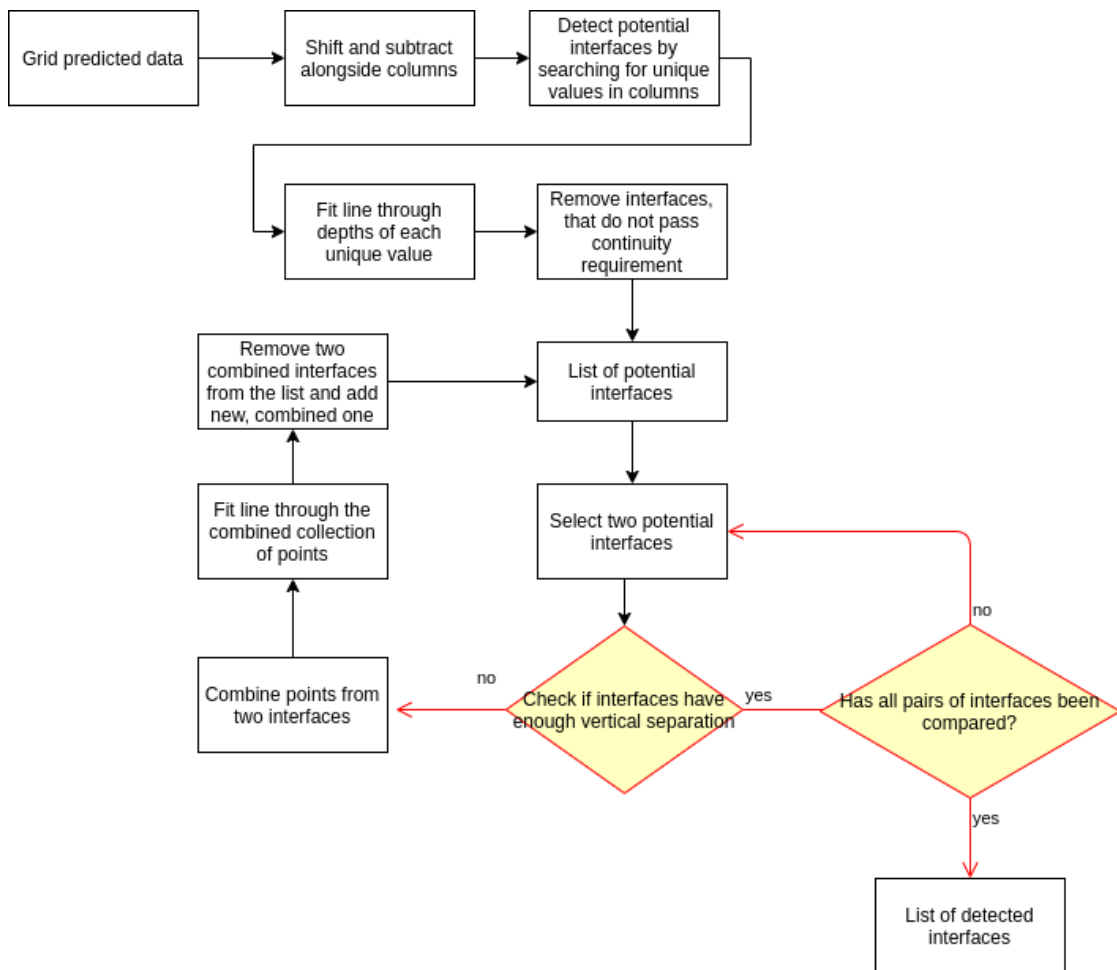 Grid predicted data
Shift and subtract
alongside columns
Detect potential
interfaces by
searching for unique
values in columns
Fit line through
depths of each
unique value
Remove interfaces,
that do not pass
continuity
requirement
Remove two
combined interfaces
from the list and add
new, combined one
List of potential
interfaces
Fit line through the
combined collection
of points
Select two potential
interfaces
no
Combine points from
two interfaces
no
Check if interfaces have
enough vertical separation
yes
Has all pairs of interfaces been
compared?
yes
List of detected
interfaces